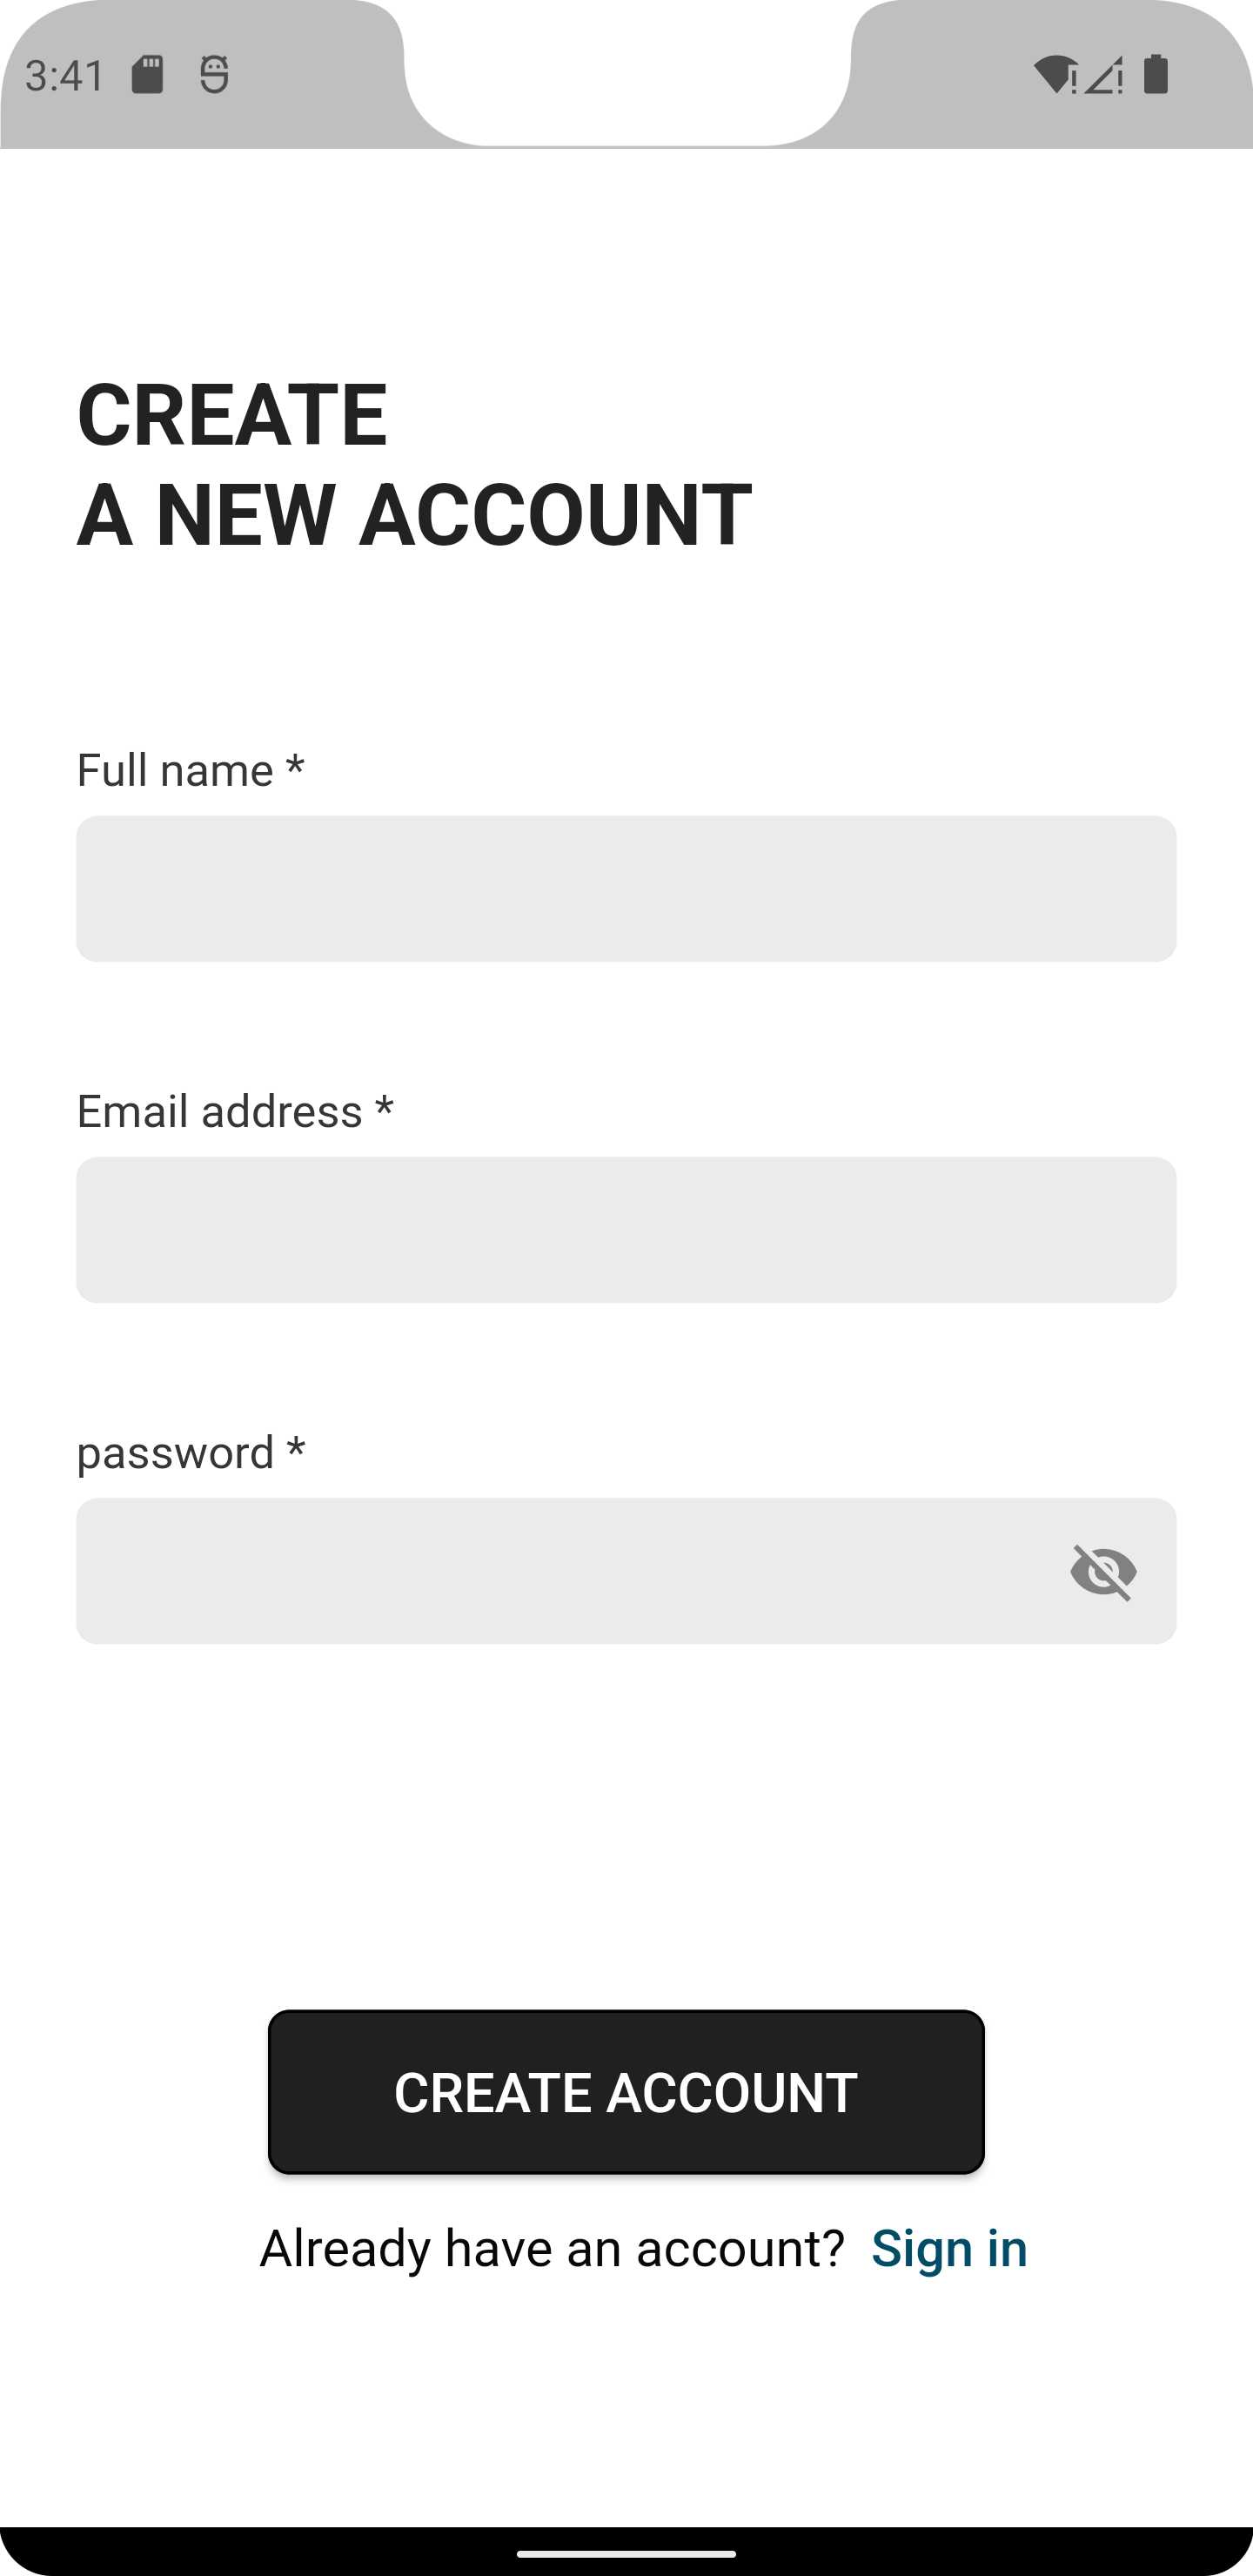 3:41
CREATE
A NEW ACCOUNT
Full name *
Email address *
password *
CREATE ACCOUNT
Already have an account? Sign in